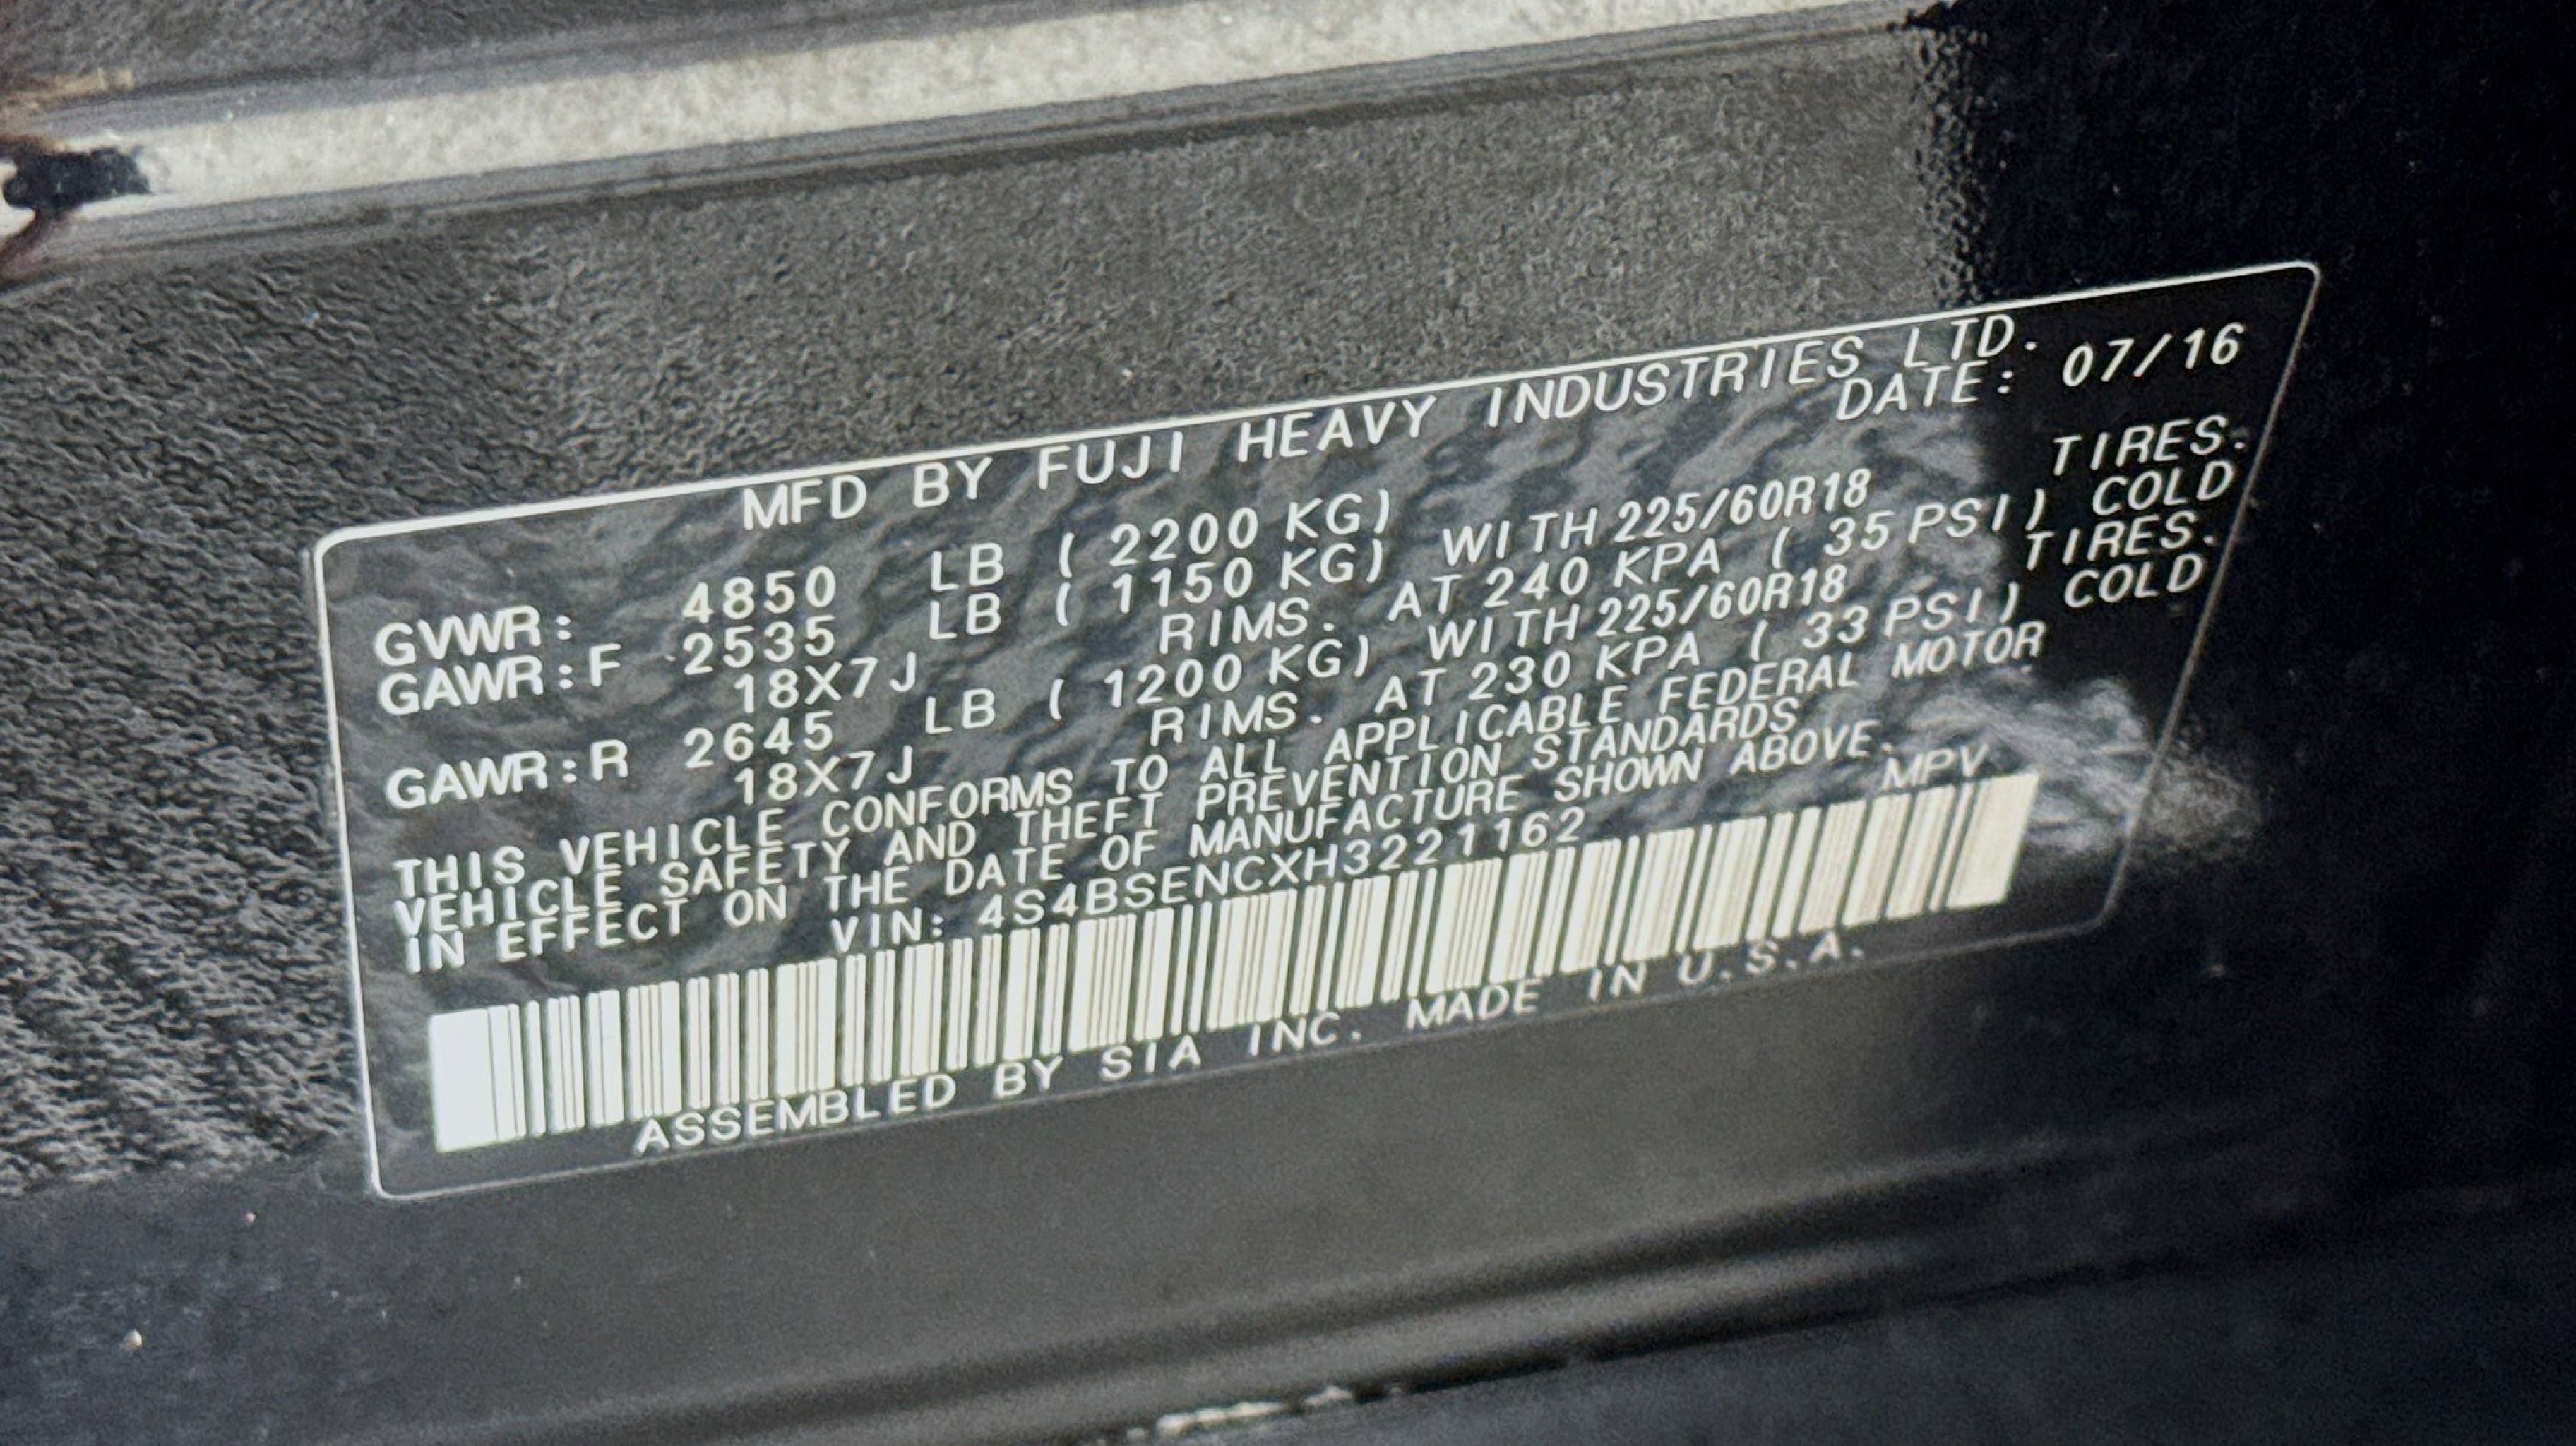 MFD BY FUJI HEAVY INDUSTRIES LTD.
DATE: 07/16
GVWR: 4850 LB ( 2200 KG)
GAWR:F 2535 LB ( 1150 KG) WITH 225/60R18 TIRES.
18X7J RIMS. AT 240 KPA ( 35 PSI) COLD
GAWR:R 2645 LB ( 1200 KG) WITH 225/60R18 TIRES.
18X7J RIMS. AT 230 KPA ( 33 PSI) COLD
THIS VEHICLE CONFORMS TO ALL APPLICABLE FEDERAL MOTOR
VEHICLE SAFETY AND THEFT PREVENTION STANDARDS
IN EFFECT ON THE DATE OF MANUFACTURE SHOWN ABOVE.
VIN: 4S4BSENCXH3221162 MPV
ASSEMBLED BY SIA INC. MADE IN U.S.A.